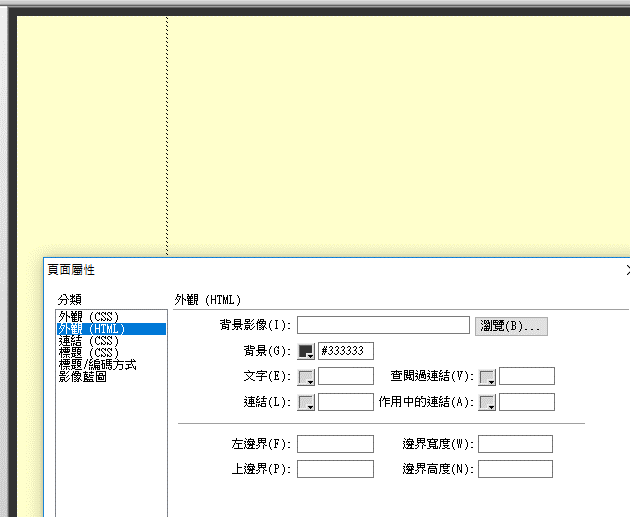 頁面屬性
分類
外觀 (HTML)
外觀 (CSS)
外觀 (HTML)
連結 (CSS)
標題 (CSS)
標題/編碼方式
影像藍圖
背景影像(I):
瀏覽(B)...
背景(G): #333333
文字(E): 查閱過連結(V):
連結(L): 作用中的連結(A):
左邊界(F): 邊界寬度(W):
上邊界(P): 邊界高度(N):